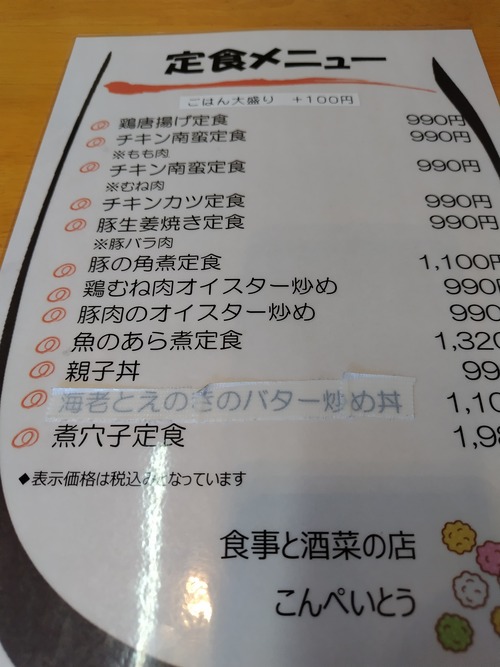 定食メニュー
ごはん大盛り +100円
鶏唐揚げ定食 990円
チキン南蛮定食 990円
※もも肉
チキン南蛮定食 990円
※むね肉
チキンカツ定食 990円
豚生姜焼き定食 990円
※豚バラ肉
豚の角煮定食 1,100円
鶏むね肉オイスター炒め 990
豚肉のオイスター炒め 990
魚のあら煮定食 1,320
親子丼 99
海老とえのきのバター炒め丼 1,10
煮穴子定食 1,98
◆表示価格は税込みとなっています
食事と酒菜の店
こんぺいとう